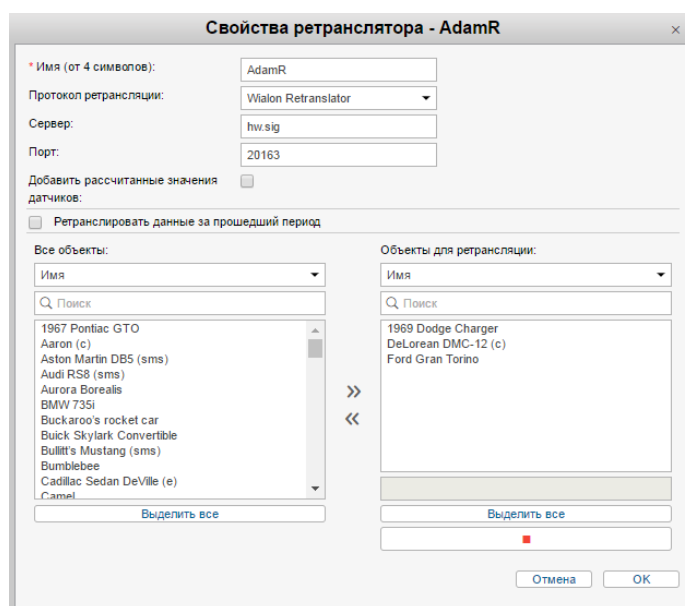 Свойства ретранслятора - AdamR ×
* Имя (от 4 символов): AdamR
Протокол ретрансляции: Wialon Retranslator
Сервер: hw.sig
Порт: 20163
Добавить рассчитанные значения
датчиков:
Ретранслировать данные за прошедший период
Все объекты:
Имя
Поиск
1967 Pontiac GTO
Aaron (c)
Aston Martin DB5 (sms)
Audi RS8 (sms)
Aurora Borealis
BMW 735i
Buckaroo's rocket car
Buick Skylark Convertible
Bullitt's Mustang (sms)
Bumblebee
Cadillac Sedan DeVille (e)
Camel
Выделить все
Объекты для ретрансляции:
Имя
Поиск
1969 Dodge Charger
DeLorean DMC-12 (c)
Ford Gran Torino
Выделить все
Отмена
OK